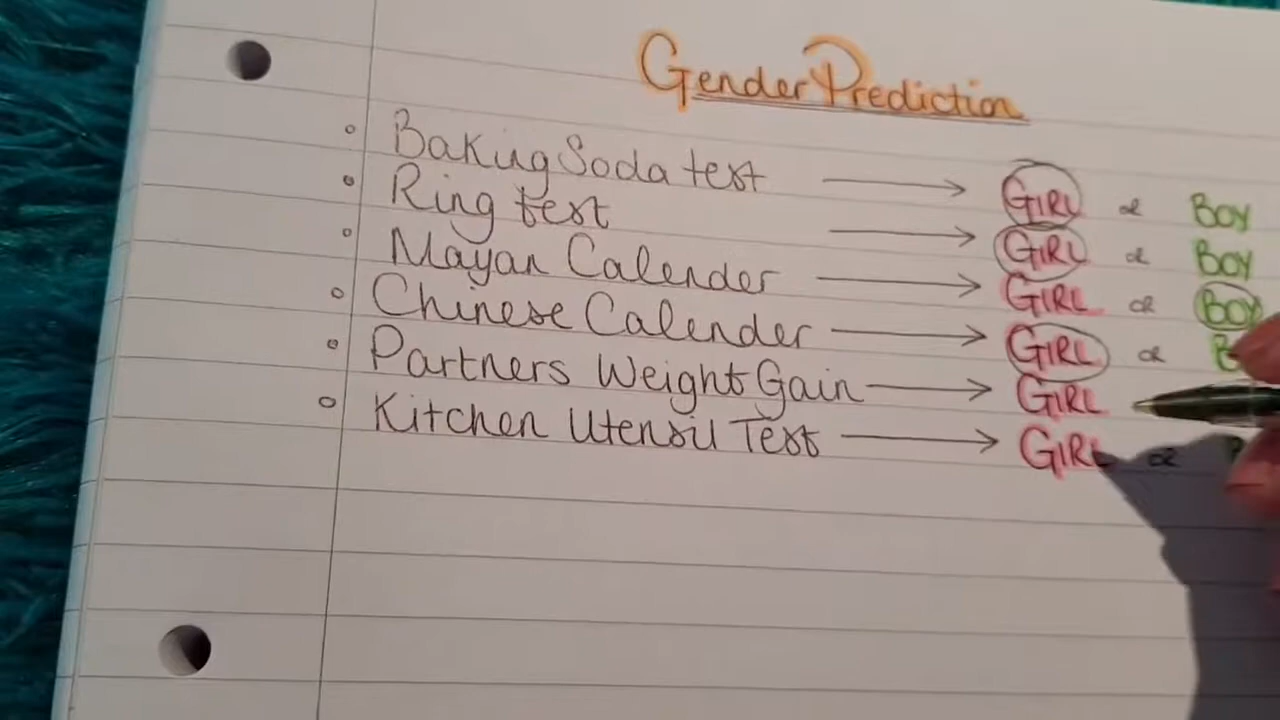 Gender Prediction
Baking Soda test → GIRL or BOY
Ring test → GIRL or BOY
Mayan Calender → GIRL or BOY
Chinese Calender → GIRL or
Partners Weight Gain → GIRL
Kitchen Utensil Test → GIRL or